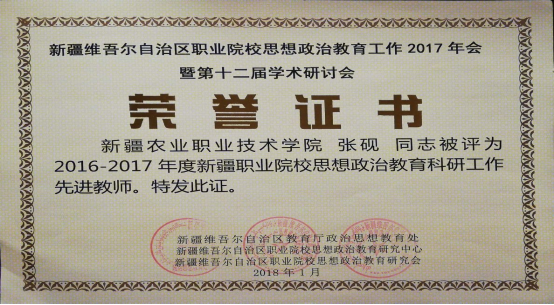 新疆维吾尔自治区职业院校思想政治教育工作2017年会
暨第十二届学术研讨会
荣誉证书
新疆农业职业技术学院 张砚 同志被评为
2016-2017年度新疆职业院校思想政治教育科研工作
先进教师。特发此证。
新疆维吾尔自治区教育厅政治思想教育处
新疆维吾尔自治区职业院校思想政治教育研究中心
新疆维吾尔自治区职业院校思想政治教育研究会
2018年1月